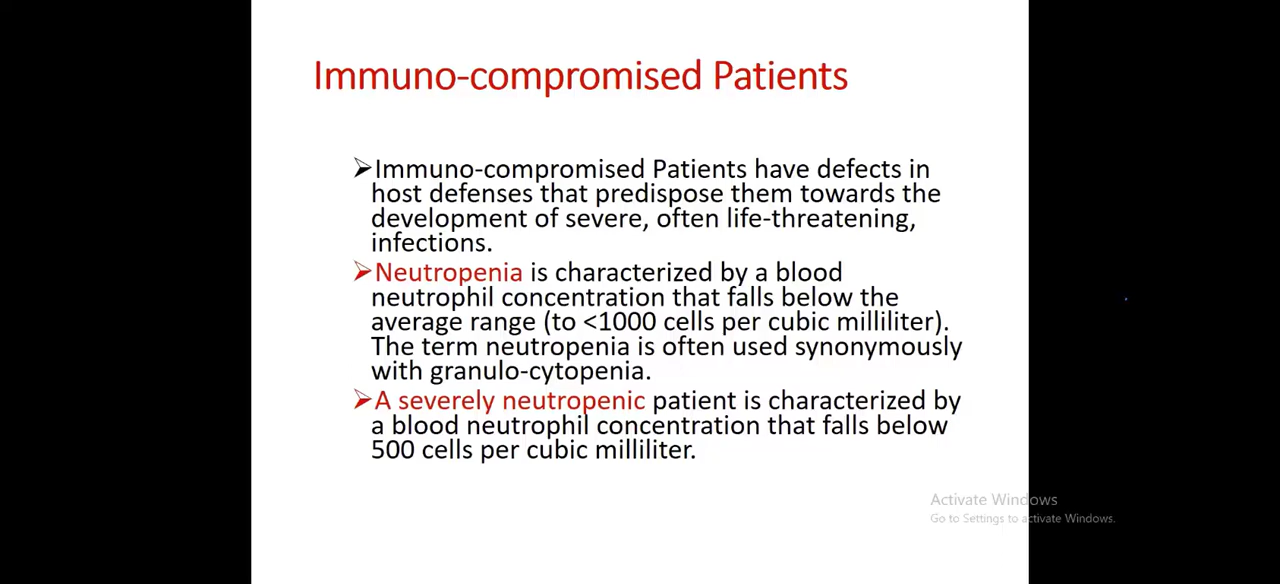 Immuno-compromised Patients
➢Immuno-compromised Patients have defects in
host defenses that predispose them towards the
development of severe, often life-threatening,
infections.
➢Neutropenia is characterized by a blood
neutrophil concentration that falls below the
average range (to <1000 cells per cubic milliliter).
The term neutropenia is often used synonymously
with granulo-cytopenia.
➢A severely neutropenic patient is characterized by
a blood neutrophil concentration that falls below
500 cells per cubic milliliter.
Activate Windows
Go to Settings to activate Windows.